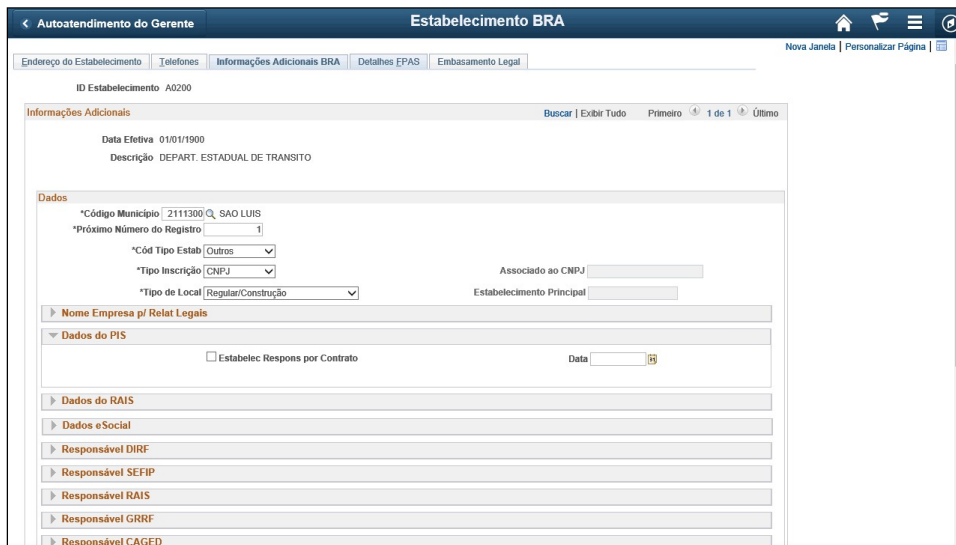 Autoatendimento do Gerente
Estabelecimento BRA
Nova Janela | Personalizar Página |
Endereço do Estabelecimento Telefones Informações Adicionais BRA Detalhes FPAS Embasamento Legal
ID Estabelecimento A0200
Informações Adicionais Buscar | Exibir Tudo Primeiro 1 de 1 Último
Data Efetiva 01/01/1900
Descrição DEPART. ESTADUAL DE TRANSITO
Dados
*Código Município 2111300 SAO LUIS
*Próximo Número do Registro 1
*Cód Tipo Estab Outros
*Tipo Inscrição CNPJ Associado ao CNPJ
*Tipo de Local Regular/Construção Estabelecimento Principal
Nome Empresa p/ Relat Legais
Dados do PIS
Estabelec Respons por Contrato Data
Dados do RAIS
Dados eSocial
Responsável DIRF
Responsável SEFIP
Responsável RAIS
Responsável GRRF
Responsável CAGED